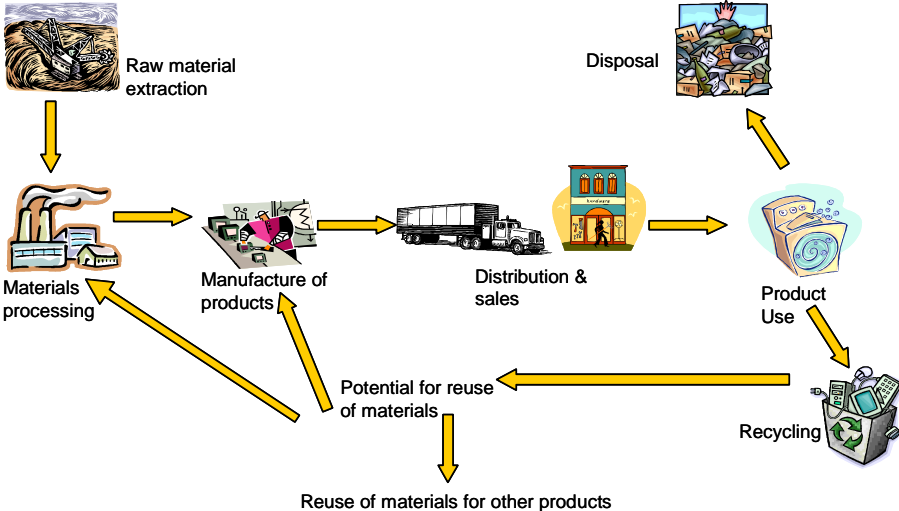 Raw material
extraction
Disposal
Materials
processing
Manufacture of
products
hardware
Distribution &
sales
Product
Use
Potential for reuse
of materials
Recycling
Reuse of materials for other products